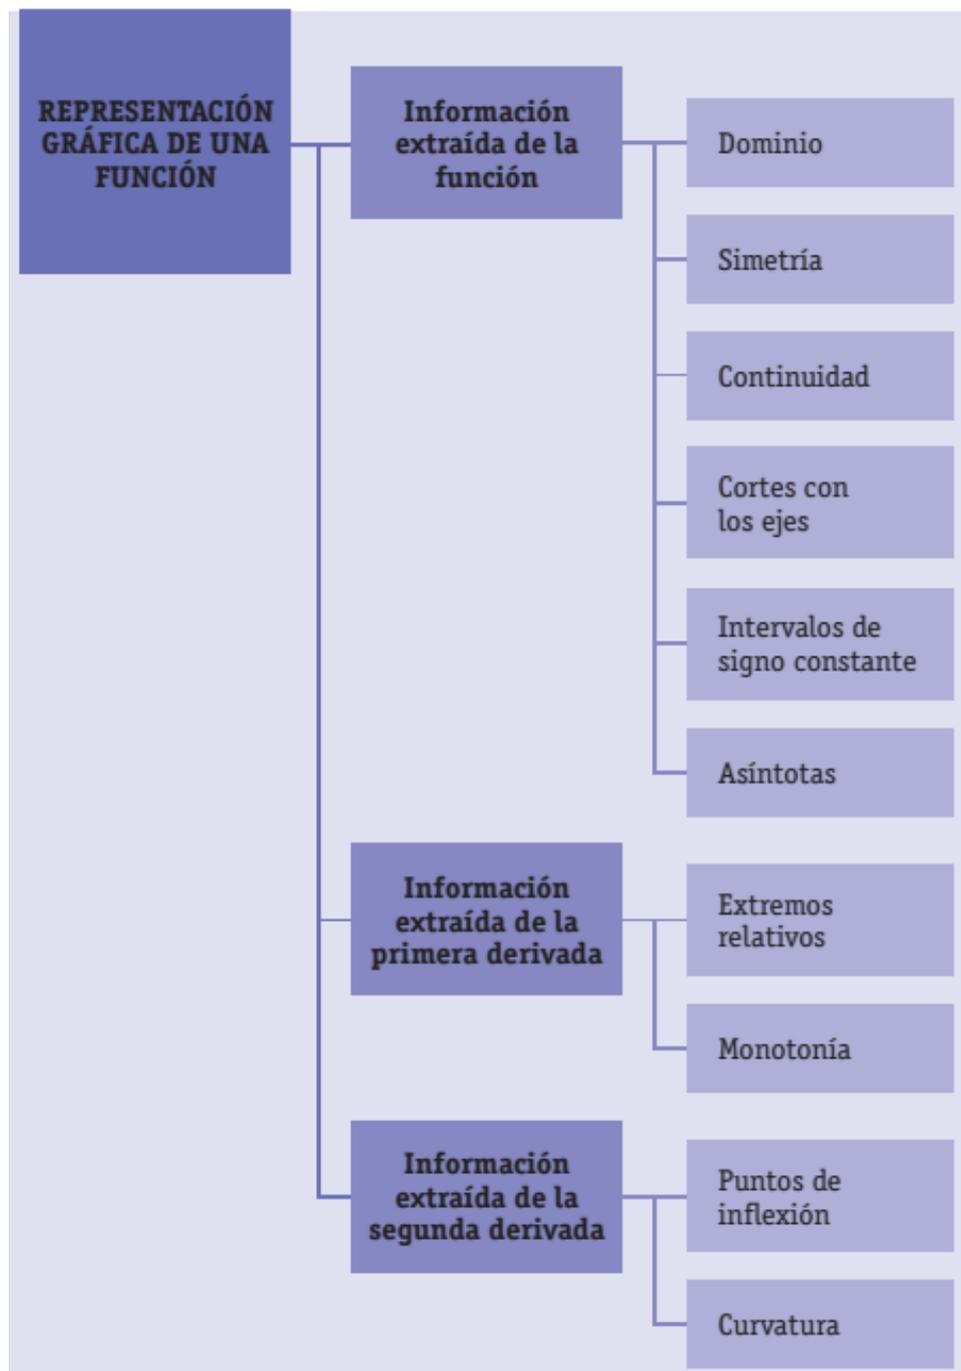 REPRESENTACIÓN
GRÁFICA DE UNA
FUNCIÓN
Información
extraída de la
función
Dominio
Simetría
Continuidad
Cortes con
los ejes
Intervalos de
signo constante
Asíntotas
Información
extraída de la
primera derivada
Extremos
relativos
Monotonía
Información
extraída de la
segunda derivada
Puntos de
inflexión
Curvatura